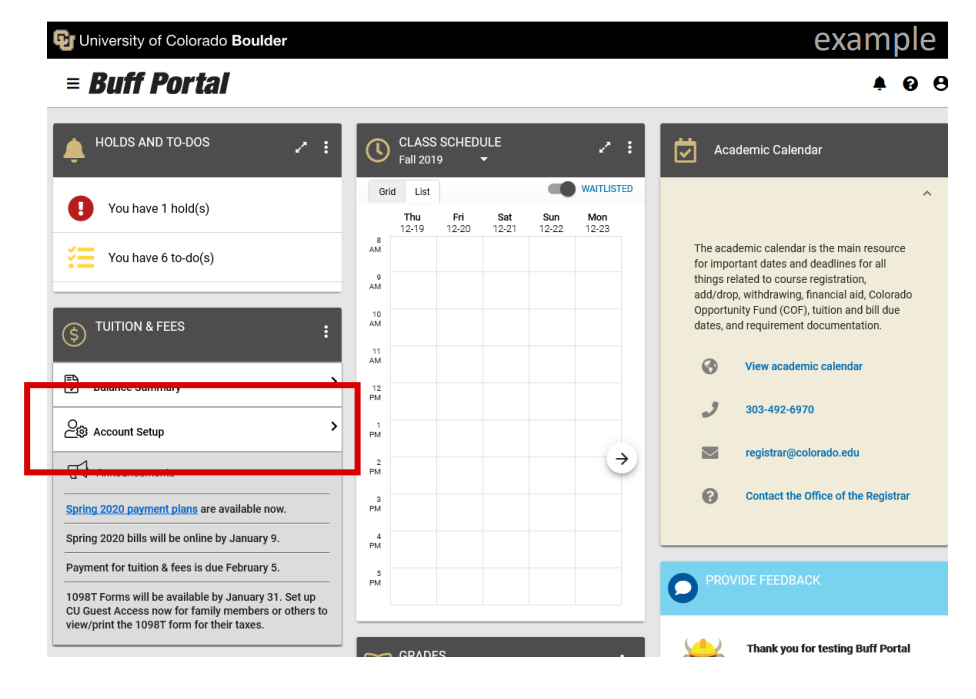 University of Colorado Boulder
example
Buff Portal
HOLDS AND TO-DOS
You have 1 hold(s)
You have 6 to-do(s)
TUITION & FEES
Balance Summary
Account Setup
Announcements
Spring 2020 payment plans are available now.
Spring 2020 bills will be online by January 9.
Payment for tuition & fees is due February 5.
1098T Forms will be available by January 31. Set up
CU Guest Access now for family members or others to
view/print the 1098T form for their taxes.
CLASS SCHEDULE
Fall 2019
Grid List WAITLISTED
Thu Fri Sat Sun Mon
12-19 12-20 12-21 12-22 12-23
8
AM
9
AM
10
AM
11
AM
12
PM
1
PM
2
PM
3
PM
4
PM
5
PM
GRADES
Academic Calendar
The academic calendar is the main resource
for important dates and deadlines for all
things related to course registration,
add/drop, withdrawing, financial aid, Colorado
Opportunity Fund (COF), tuition and bill due
dates, and requirement documentation.
View academic calendar
303-492-6970
registrar@colorado.edu
Contact the Office of the Registrar
PROVIDE FEEDBACK
Thank you for testing Buff Portal